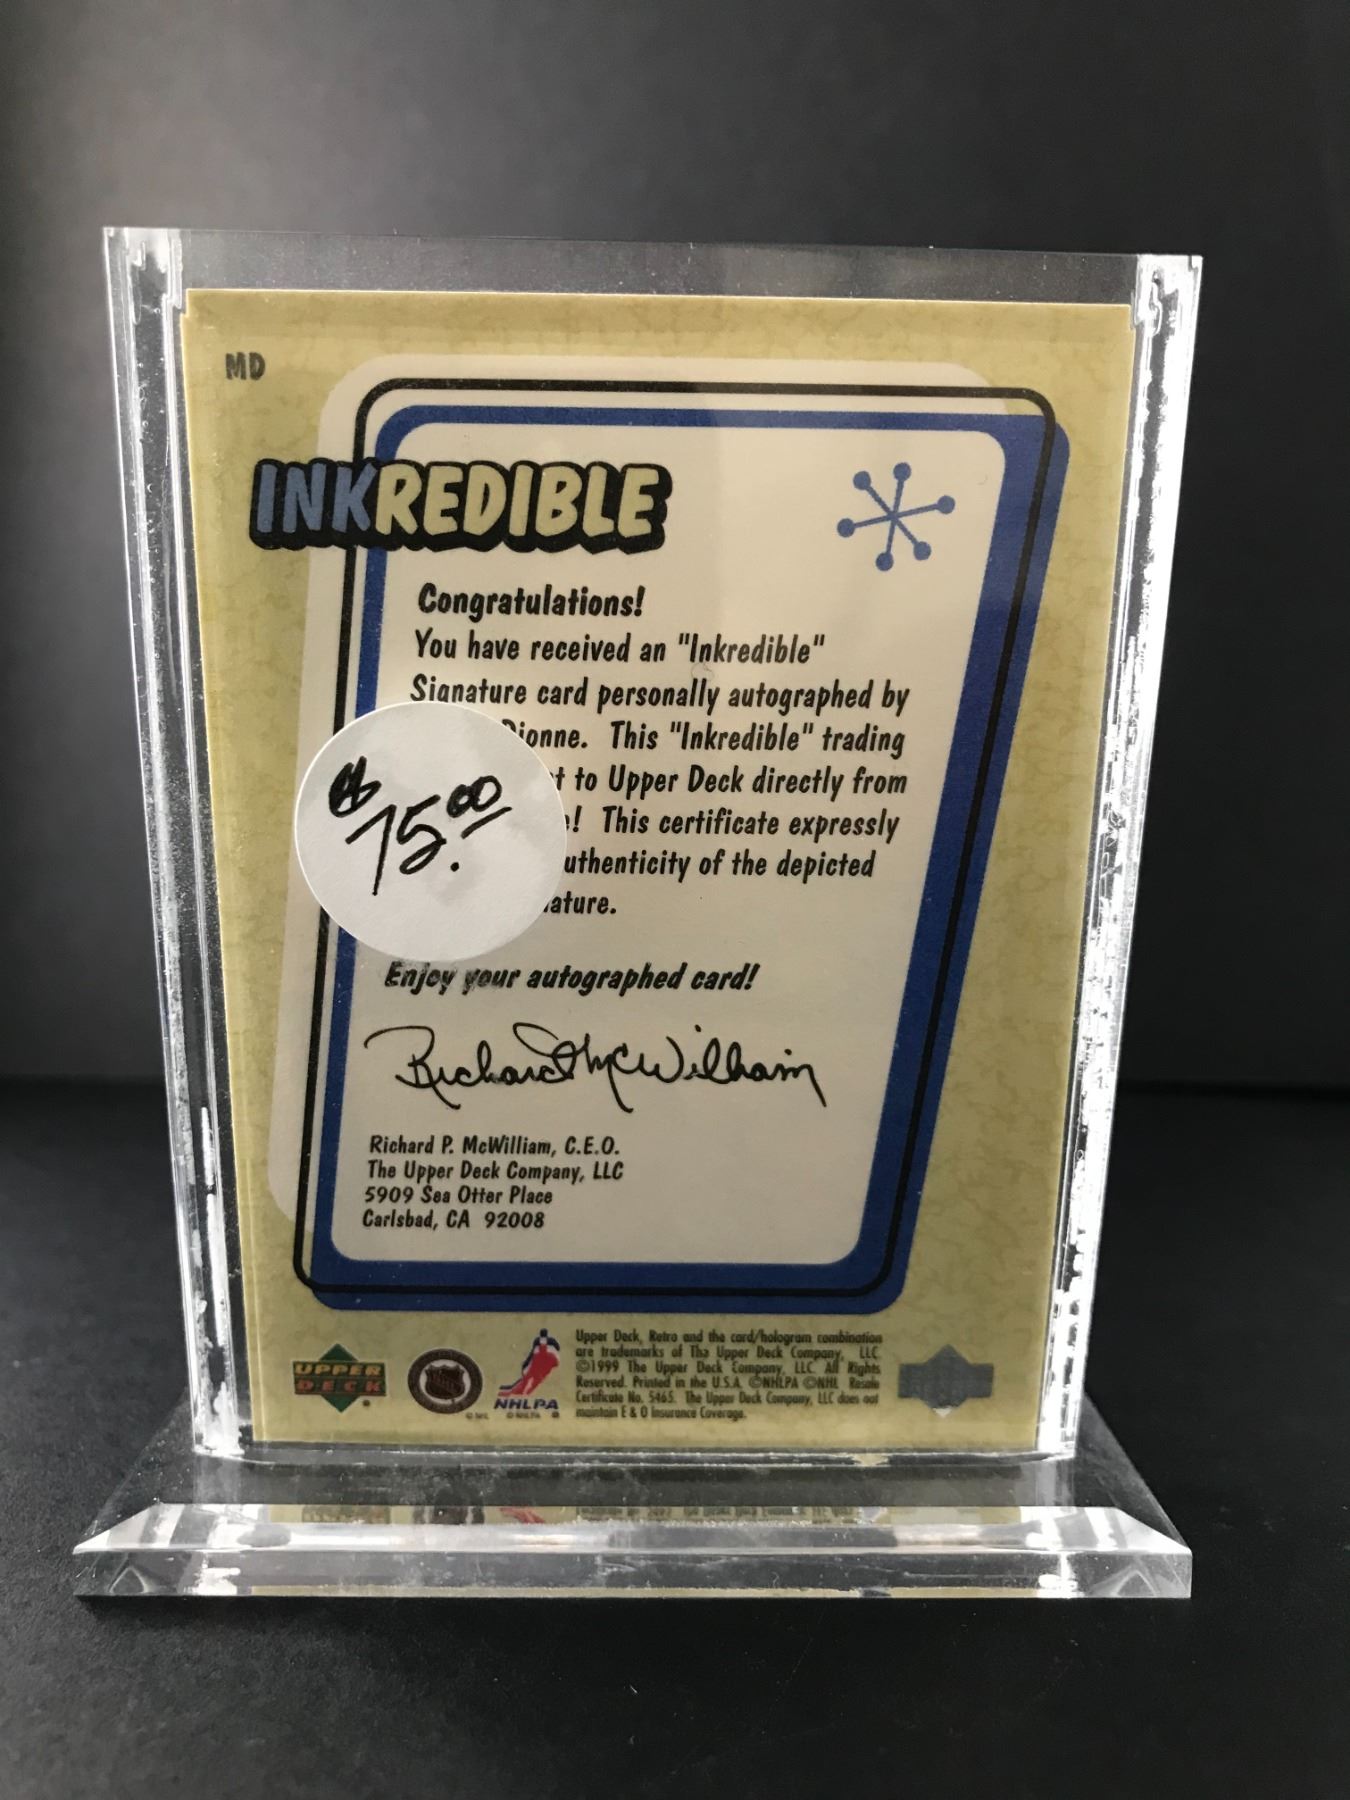 MD
INKREDIBLE
Congratulations!
You have received an "Inkredible"
Signature card personally autographed by
Dionne. This "Inkredible" trading
to Upper Deck directly from
This certificate expressly
of the depicted
$75.00
Enjoy your autographed card!
Richard McWilliam
Richard P. McWilliam, C.E.O.
The Upper Deck Company, LLC
5909 Sea Otter Place
Carlsbad, CA 92008
UPPER
DECK
NHLPA
Upper Deck, Retro and the card/hologram combination
are trademarks of The Upper Deck Company, LLC
©1999 The Upper Deck Company, LLC. All Rights
Reserved. Printed in the U.S.A. ©NHLPA ©NHL Resale
Certificate No. 5465. The Upper Deck Company, LLC does not
maintain E & O Insurance Coverage.